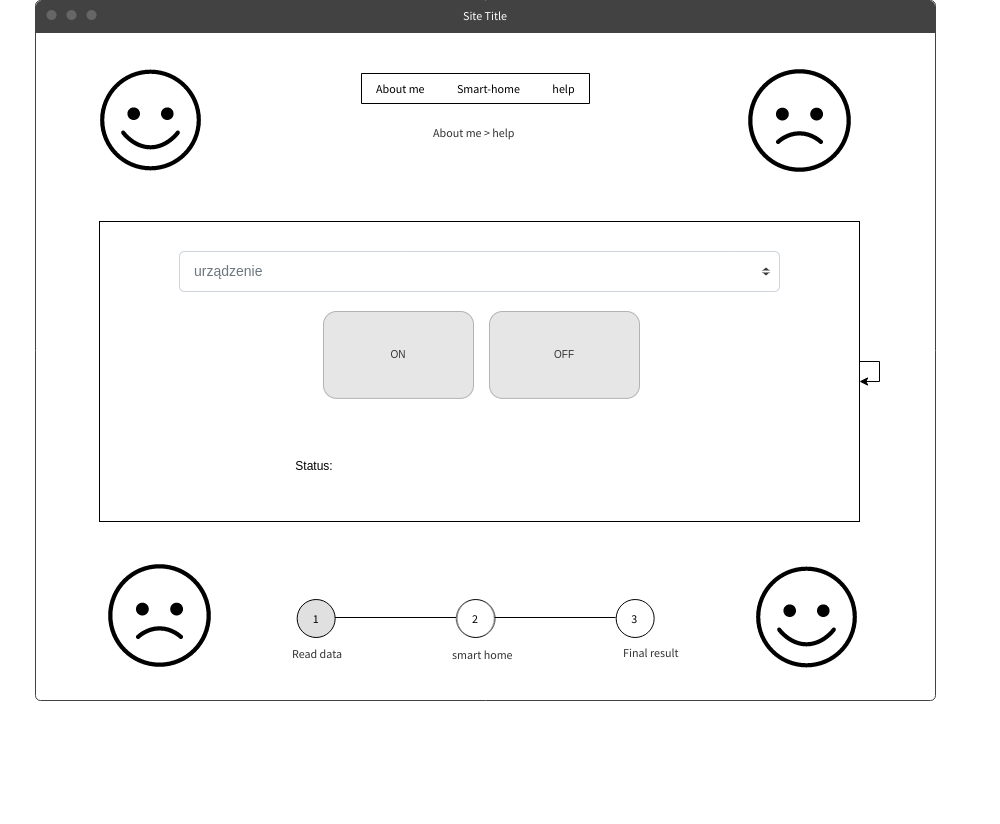 Site Title
About me Smart-home help
About me > help
urządzenie
ON OFF
Status:
1 2 3
Read data smart home Final result